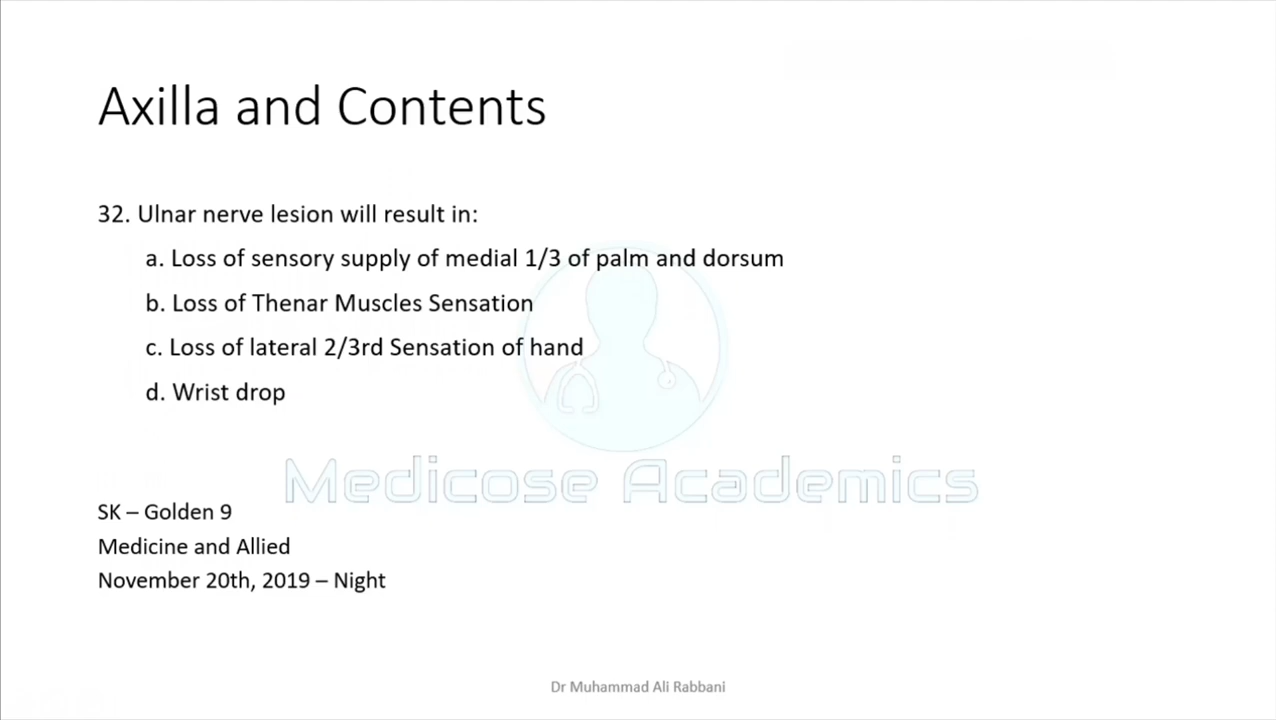 Axilla and Contents
32. Ulnar nerve lesion will result in:
a. Loss of sensory supply of medial 1/3 of palm and dorsum
b. Loss of Thenar Muscles Sensation
c. Loss of lateral 2/3rd Sensation of hand
d. Wrist drop
Medicose Academics
SK – Golden 9
Medicine and Allied
November 20th, 2019 – Night
Dr Muhammad Ali Rabbani